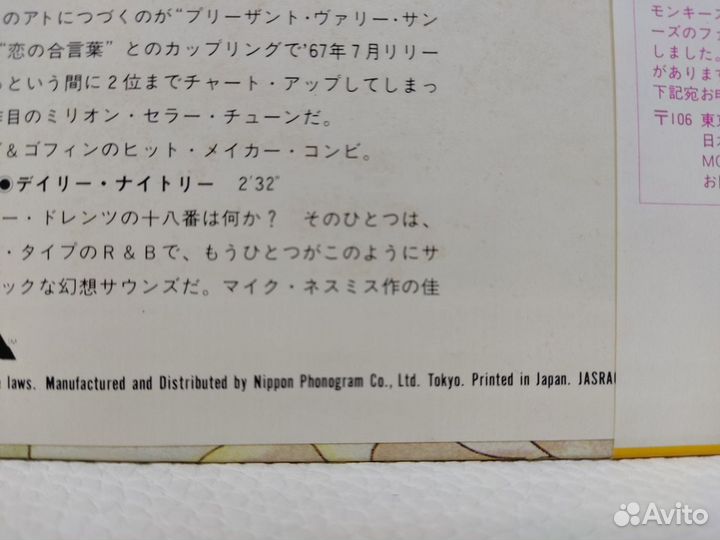 のアトにつづくのが“プリーザント・ヴァリー・サン
“恋の合言葉”とのカップリングで'67年7月リリー
という間に2位までチャート・アップしてしまっ
目のミリオン・セラー・チューンだ。
&ゴフィンのヒット・メイカー・コンビ。
●デイリー・ナイトリー 2'32"
ー・ドレンツの十八番は何か? そのひとつは、
・タイプのR&Bで、もうひとつがこのようにサ
ックな幻想サウンズだ。マイク・ネスミス作の佳
laws. Manufactured and Distributed by Nippon Phonogram Co., Ltd. Tokyo. Printed in Japan. JASRA
モンキーズ
ーズのファ
しました。
がありま
下記宛お申
〒106 東京
日本
MO
お
Avito